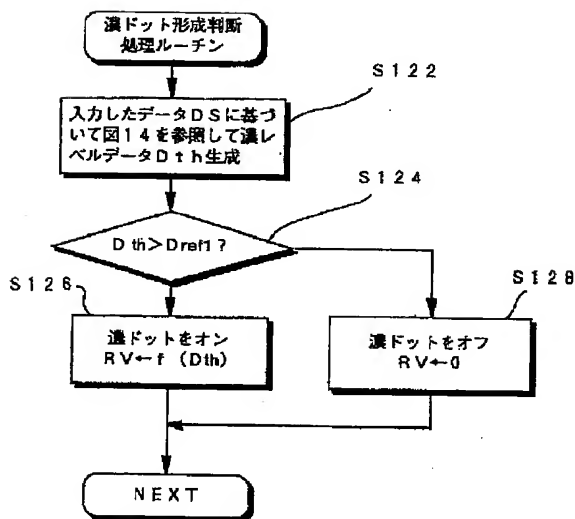 濃ドット形成判断
処理ルーチン
S122
入力したデータDSに基づ
いて図14を参照して濃レ
ベルデータDth生成
S124
Dth>Dref1?
S126
濃ドットをオン
RV←f (Dth)
S128
濃ドットをオフ
RV←0
NEXT